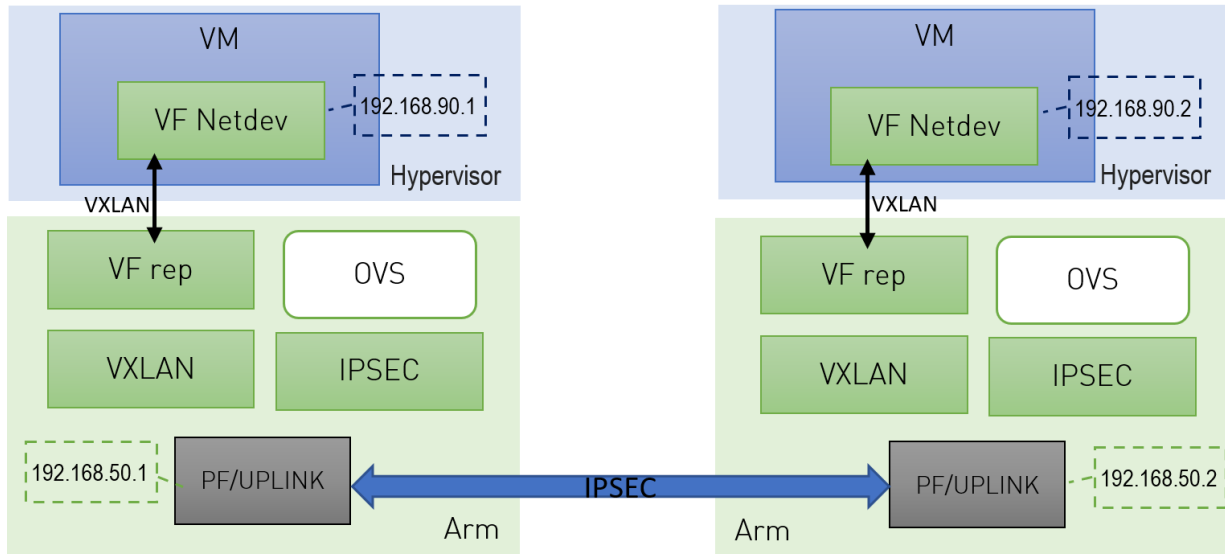 VM
VF Netdev
192.168.90.1
Hypervisor
VXLAN
VF rep
OVS
VXLAN
IPSEC
192.168.50.1
PF/UPLINK
Arm
IPSEC
VM
VF Netdev
192.168.90.2
Hypervisor
VXLAN
VF rep
OVS
VXLAN
IPSEC
PF/UPLINK
192.168.50.2
Arm